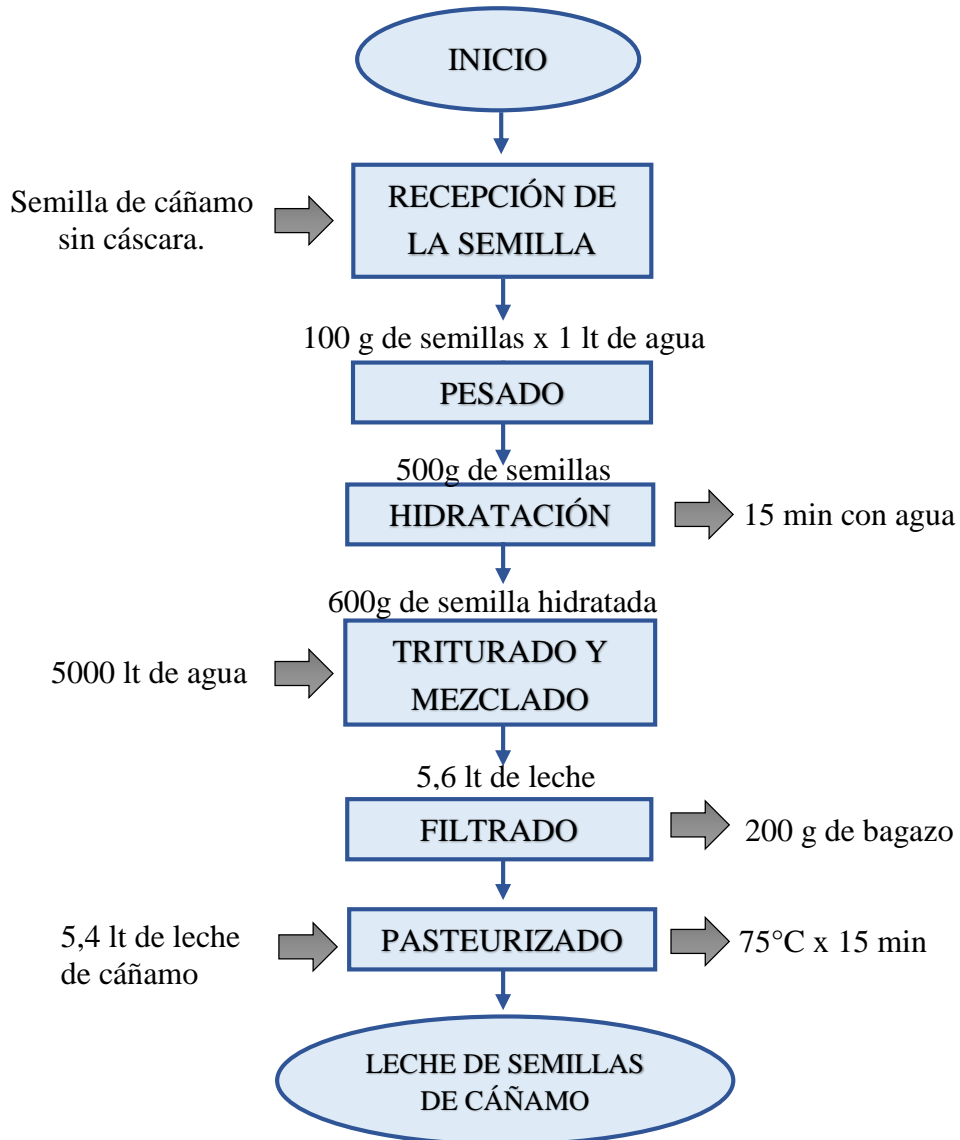 INICIO
Semilla de cáñamo
sin cáscara.
RECEPCIÓN DE
LA SEMILLA
100 g de semillas x 1 lt de agua
PESADO
500g de semillas
HIDRATACIÓN
15 min con agua
600g de semilla hidratada
5000 lt de agua
TRITURADO Y
MEZCLADO
5,6 lt de leche
FILTRADO
200 g de bagazo
5,4 lt de leche
de cáñamo
PASTEURIZADO
75°C x 15 min
LECHE DE SEMILLAS
DE CÁÑAMO